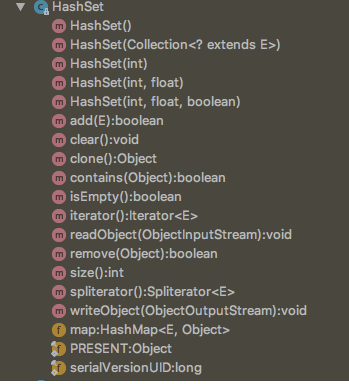 HashSet
HashSet()
HashSet(Collection<? extends E>)
HashSet(int)
HashSet(int, float)
HashSet(int, float, boolean)
add(E):boolean
clear():void
clone():Object
contains(Object):boolean
isEmpty():boolean
iterator():Iterator<E>
readObject(ObjectInputStream):void
remove(Object):boolean
size():int
spliterator():Spliterator<E>
writeObject(ObjectOutputStream):void
map:HashMap<E, Object>
PRESENT:Object
serialVersionUID:long